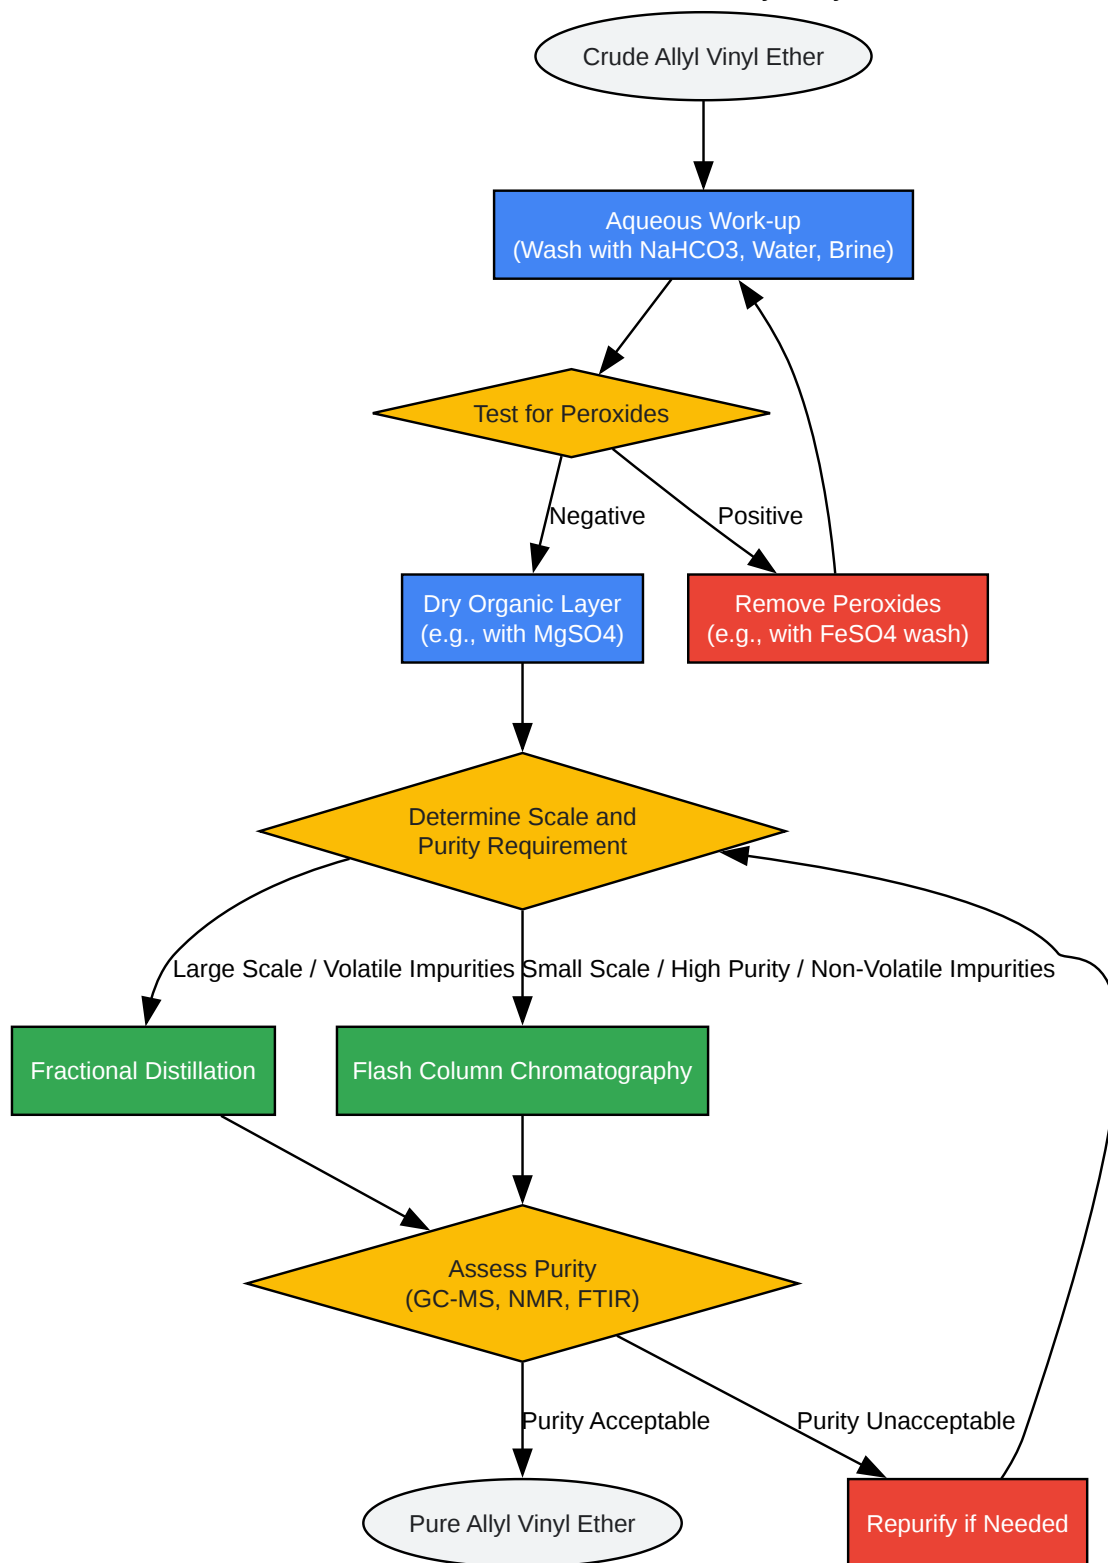 Crude Allyl Vinyl Ether
Aqueous Work-up
(Wash with NaHCO3, Water, Brine)
Test for Peroxides
Negative
Positive
Dry Organic Layer
(e.g., with MgSO4)
Remove Peroxides
(e.g., with FeSO4 wash)
Determine Scale and
Purity Requirement
Large Scale / Volatile Impurities
Small Scale / High Purity / Non-Volatile Impurities
Fractional Distillation
Flash Column Chromatography
Assess Purity
(GC-MS, NMR, FTIR)
Purity Acceptable
Purity Unacceptable
Pure Allyl Vinyl Ether
Repurify if Needed